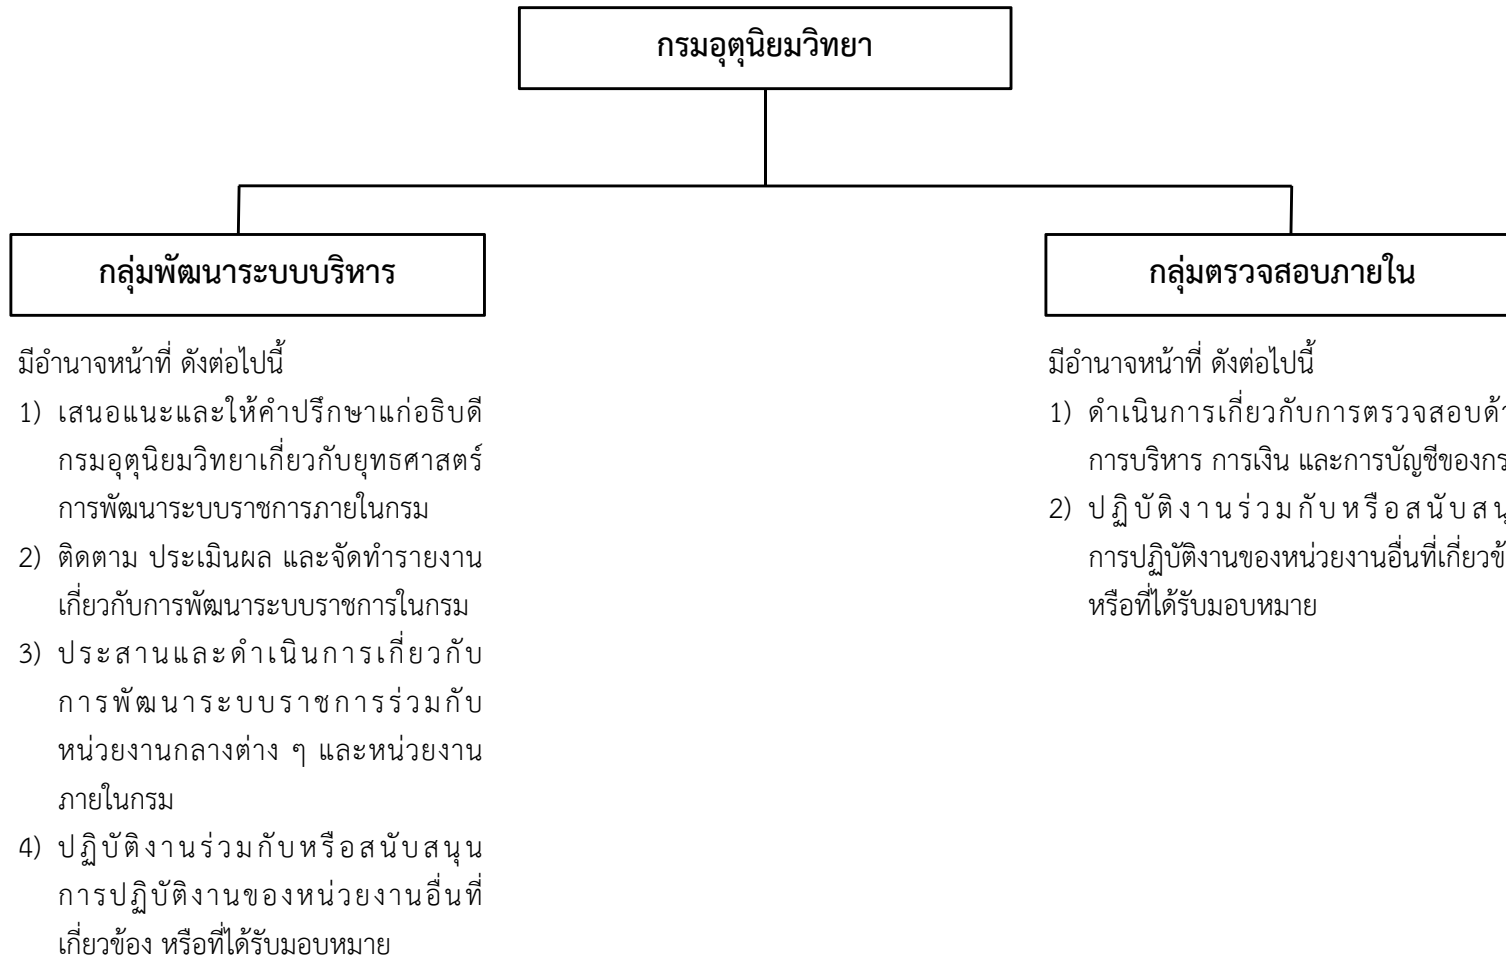 กรมอุตุนิยมวิทยา
กลุ่มพัฒนาระบบบริหาร
มีอำนาจหน้าที่ ดังต่อไปนี้
1) เสนอแนะและให้คำปรึกษาแก่อธิบดี
กรมอุตุนิยมวิทยาเกี่ยวกับยุทธศาสตร์
การพัฒนาระบบราชการภายในกรม
2) ติดตาม ประเมินผล และจัดทำรายงาน
เกี่ยวกับการพัฒนาระบบราชการในกรม
3) ประสานและดำเนินการเกี่ยวกับ
การพัฒนาระบบราชการร่วมกับ
หน่วยงานกลางต่าง ๆ และหน่วยงาน
ภายในกรม
4) ปฏิบัติงานร่วมกับหรือสนับสนุน
การปฏิบัติงานของหน่วยงานอื่นที่
เกี่ยวข้อง หรือที่ได้รับมอบหมาย
กลุ่มตรวจสอบภายใน
มีอำนาจหน้าที่ ดังต่อไปนี้
1) ดำเนินการเกี่ยวกับการตรวจสอบ
การบริหาร การเงิน และการบัญชีของ
2) ปฏิบัติงานร่วมกับหรือ
การปฏิบัติงานของหน่วยงานอื่นที่
หรือที่ได้รับมอบหมาย